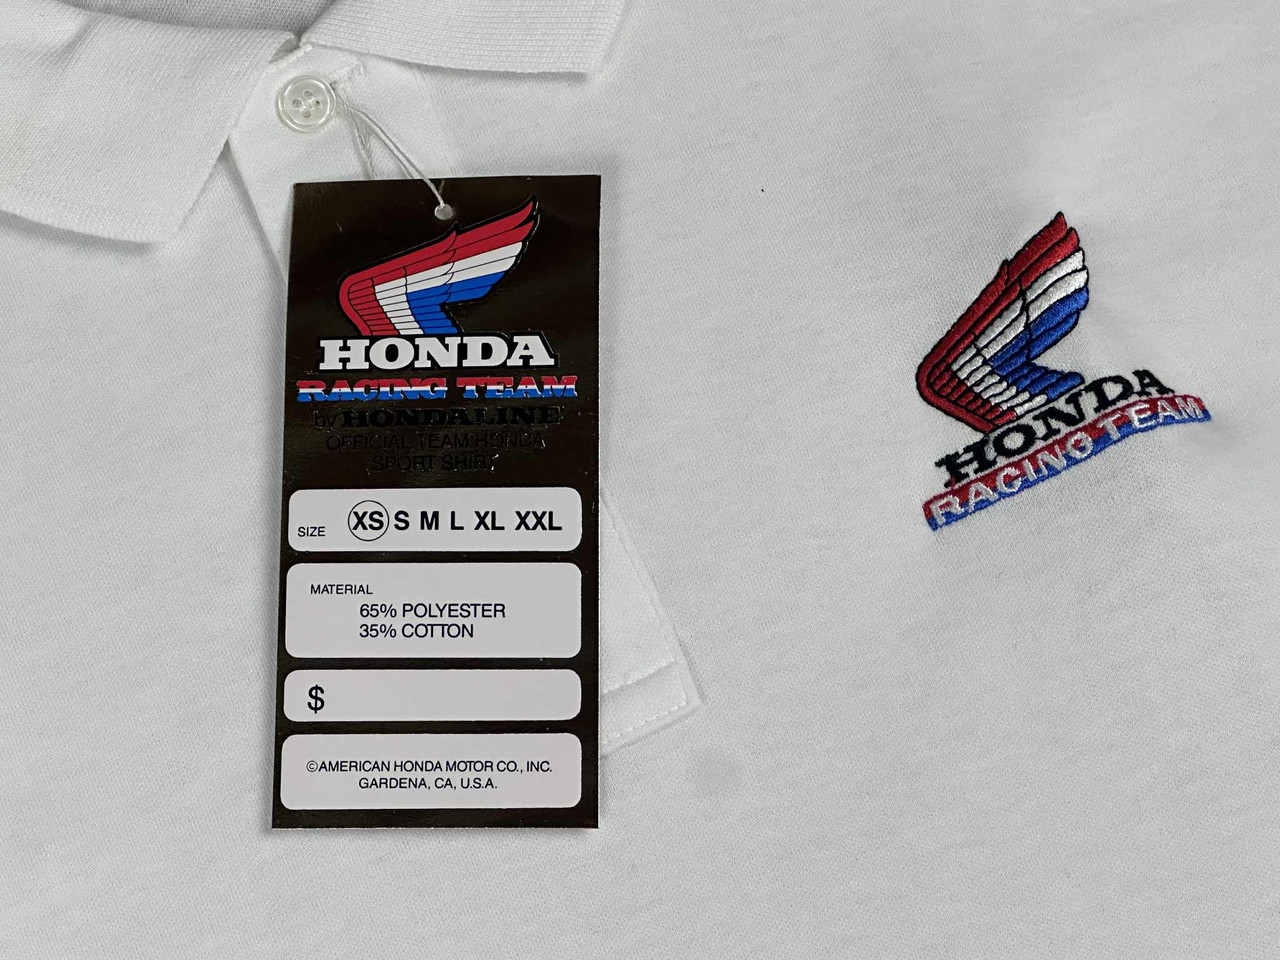 HONDA
RACING TEAM
by HONDALINE
OFFICIAL TEAM HONDA
SPORT SHIRT
SIZE XS S M L XL XXL
MATERIAL
65% POLYESTER
35% COTTON
$
©AMERICAN HONDA MOTOR CO., INC.
GARDENA, CA, U.S.A.
HONDA
RACING TEAM